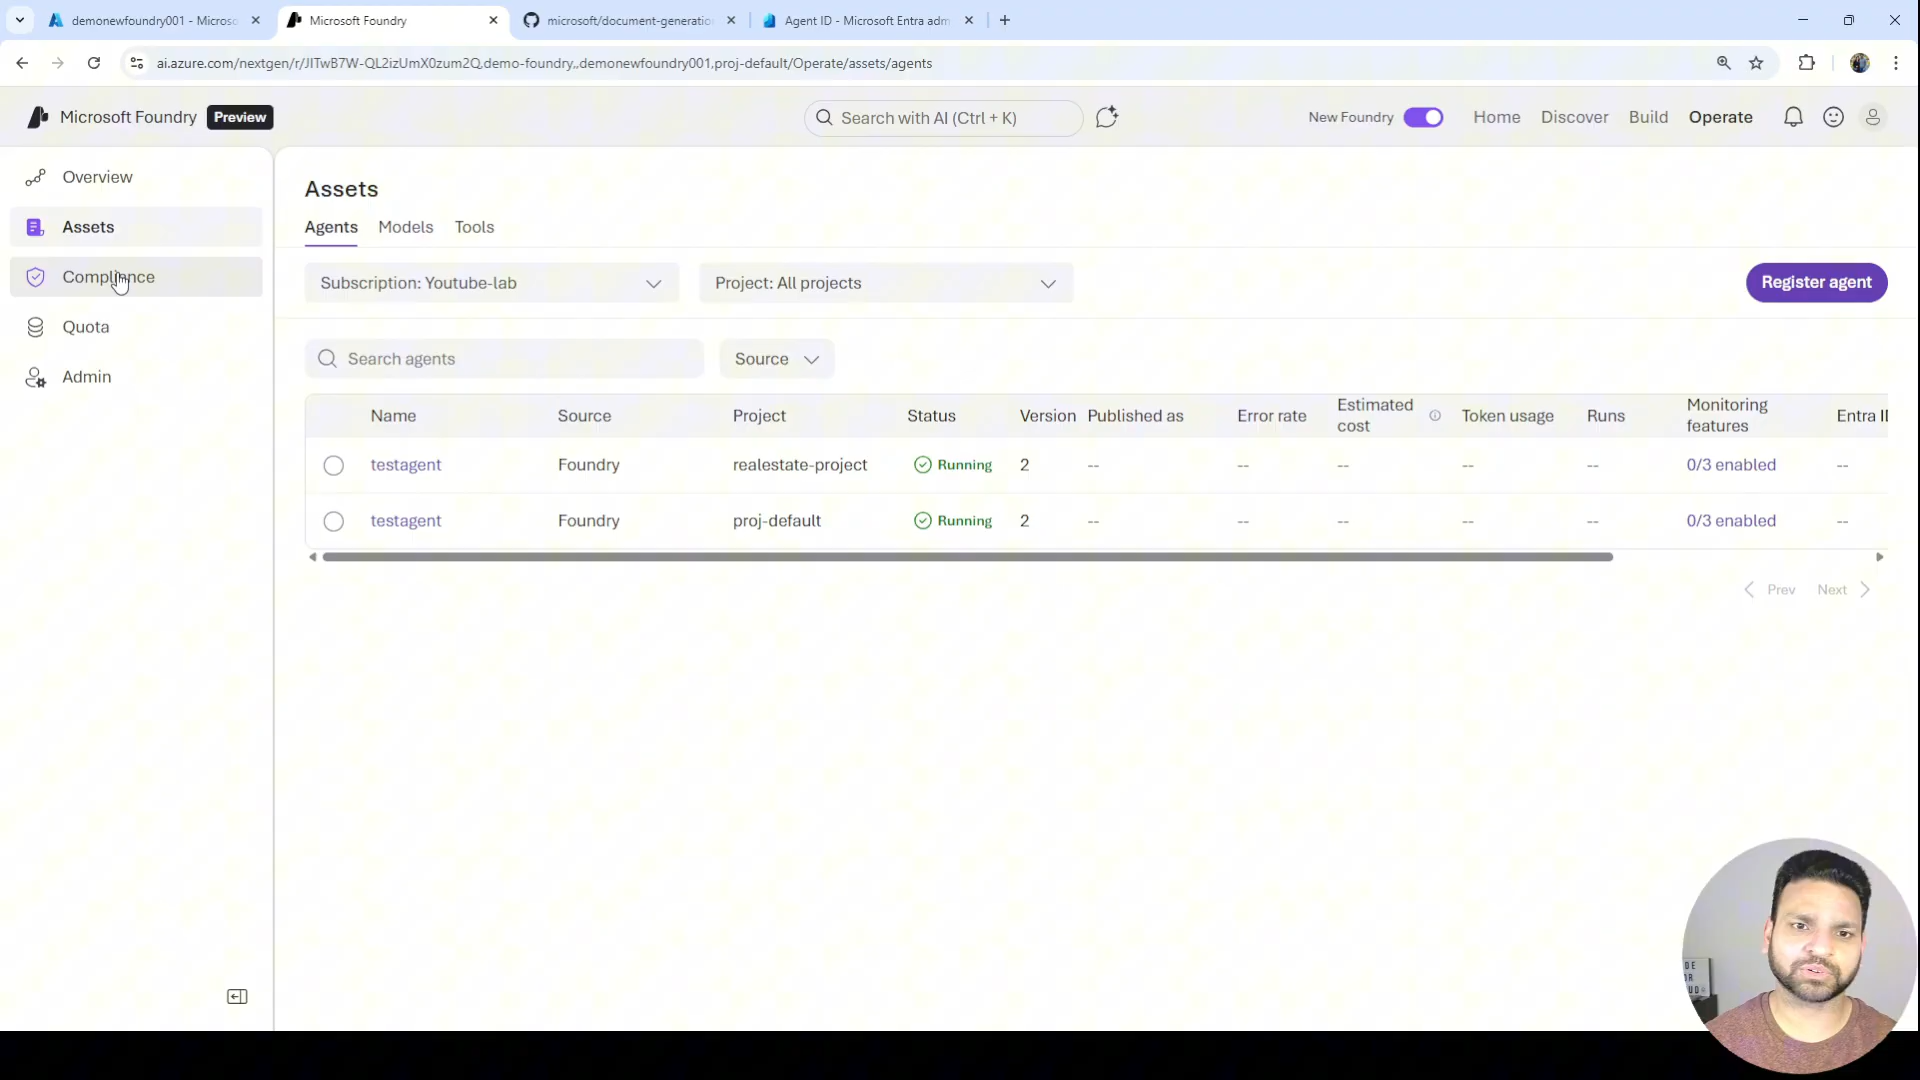 demonewfoundry001 - Microso
Microsoft Foundry
microsoft/document-generatio
Agent ID - Microsoft Entra adm
ai.azure.com/nextgen/r/JITwB7W-QL2izUmX0zum2Q,demo-foundry,,demonewfoundry001,proj-default/Operate/assets/agents
Microsoft Foundry Preview
Search with AI (Ctrl + K)
New Foundry
Home Discover Build Operate
Overview
Assets
Compliance
Quota
Admin
Assets
Agents Models Tools
Subscription: Youtube-lab
Project: All projects
Register agent
Search agents
Source
Name Source Project Status Version Published as Error rate Estimated cost Token usage Runs Monitoring features Entra I
testagent Foundry realestate-project Running 2 -- -- -- -- -- 0/3 enabled --
testagent Foundry proj-default Running 2 -- -- -- -- -- 0/3 enabled --
Prev Next